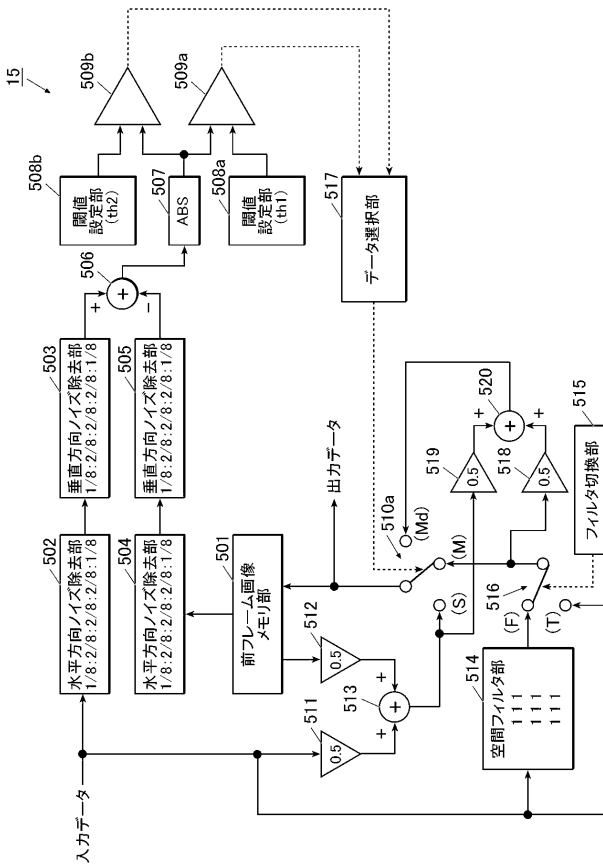 15
入力データ
502
水平方向ノイズ除去部
1/8:2/8:2/8:2/8:1/8
503
垂直方向ノイズ除去部
1/8:2/8:2/8:2/8:1/8
504
水平方向ノイズ除去部
1/8:2/8:2/8:2/8:1/8
505
垂直方向ノイズ除去部
1/8:2/8:2/8:2/8:1/8
506
+
+
−
508b
閾値
設定部
(th2)
507
ABS
508a
閾値
設定部
(th1)
509b
509a
501
前フレーム画像
メモリ部
出力データ
511
0.5
512
0.5
513
+
+
+
517
データ選択部
510a
(Md)
(M)
(S)
519
0.5
518
0.5
520
+
+
+
514
空間フィルタ部
1 1 1
1 1 1
1 1 1
516
(F)
(T)
515
フィルタ切換部